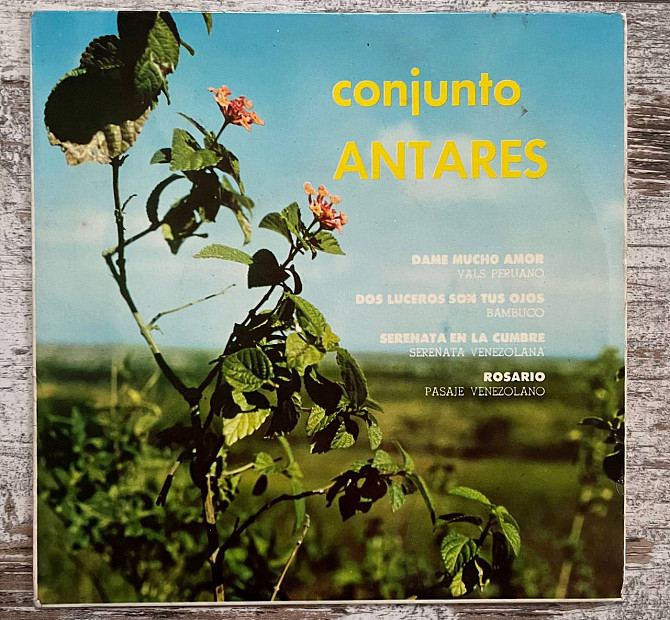 conjunto
ANTARES
DAME MUCHO AMOR
VALS PERUANO
DOS LUCEROS SON TUS OJOS
BAMBUCO
SERENATA EN LA CUMBRE
SERENATA VENEZOLANA
ROSARIO
PASAJE VENEZOLANO